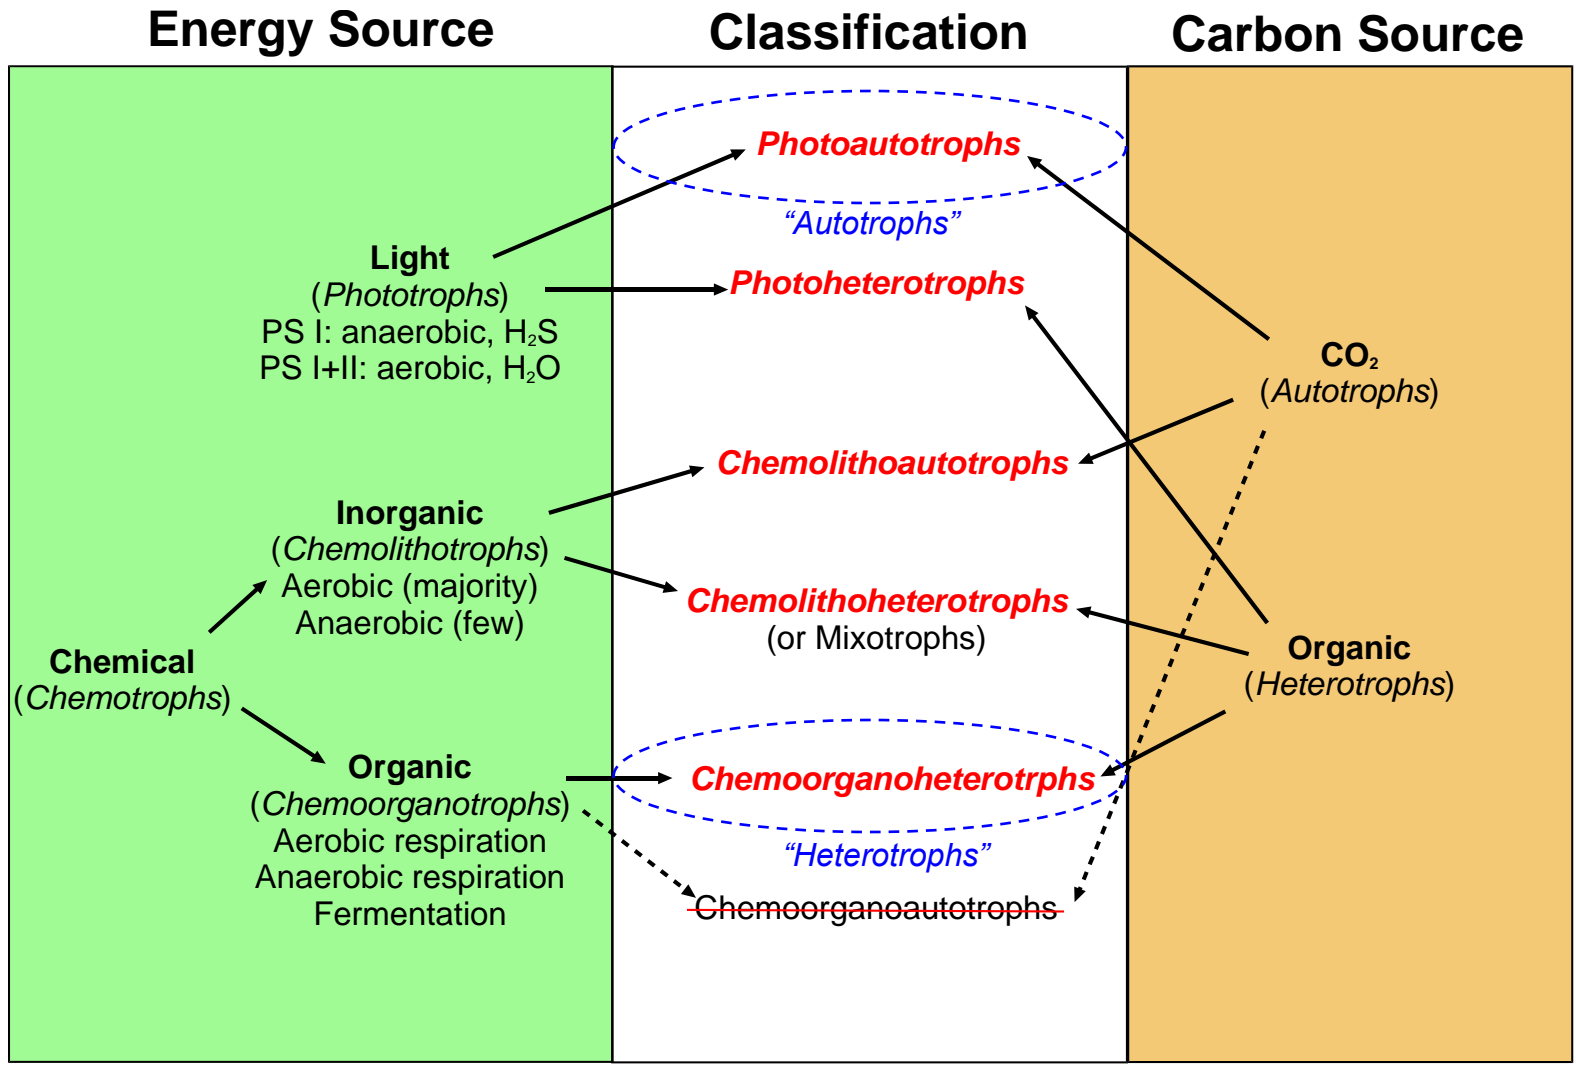 Energy Source
Classification
Carbon Source
Light
(Phototrophs)
PS I: anaerobic, H₂S
PS I+II: aerobic, H₂O
Inorganic
(Chemolithotrophs)
Aerobic (majority)
Anaerobic (few)
Chemical
(Chemotrophs)
Organic
(Chemoorganotrophs)
Aerobic respiration
Anaerobic respiration
Fermentation
Photoautotrophs
“Autotrophs”
Photoheterotrophs
Chemolithoautotrophs
Chemolithoheterotrophs
(or Mixotrophs)
Chemoorganoheterotrphs
“Heterotrophs”
Chemoorganoautotrophs
CO₂
(Autotrophs)
Organic
(Heterotrophs)